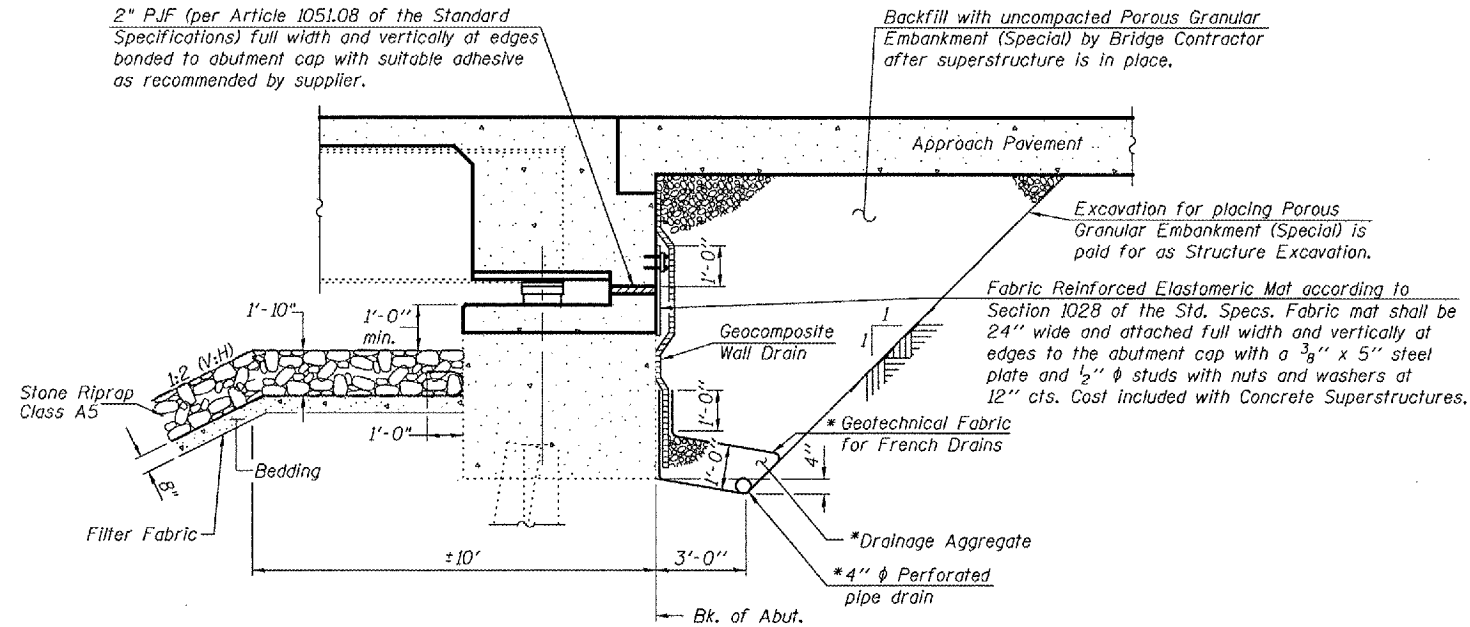 2" PJF (per Article 1051.08 of the Standard
Specifications) full width and vertically at edges
bonded to abutment cap with suitable adhesive
as recommended by supplier.
Backfill with uncompacted Porous Granular
Embankment (Special) by Bridge Contractor
after superstructure is in place.
Approach Pavement
Excavation for placing Porous
Granular Embankment (Special) is
paid for as Structure Excavation.
1'-0"
Fabric Reinforced Elastomeric Mat according to
Section 1028 of the Std. Specs. Fabric mat shall be
24" wide and attached full width and vertically at
edges to the abutment cap with a 3/8" x 5" steel
plate and 1/2" ϕ studs with nuts and washers at
12" cts. Cost included with Concrete Superstructures.
1
1
1'-10"
1'-0"
min.
Geocomposite
Wall Drain
1:2 (V:H)
Stone Riprap
Class A5
1'-0"
1'-0"
* Geotechnical Fabric
for French Drains
1'-0"
4"
Bedding
8"
Filter Fabric
*Drainage Aggregate
±10'
3'-0"
*4" ϕ Perforated
pipe drain
Bk. of Abut.